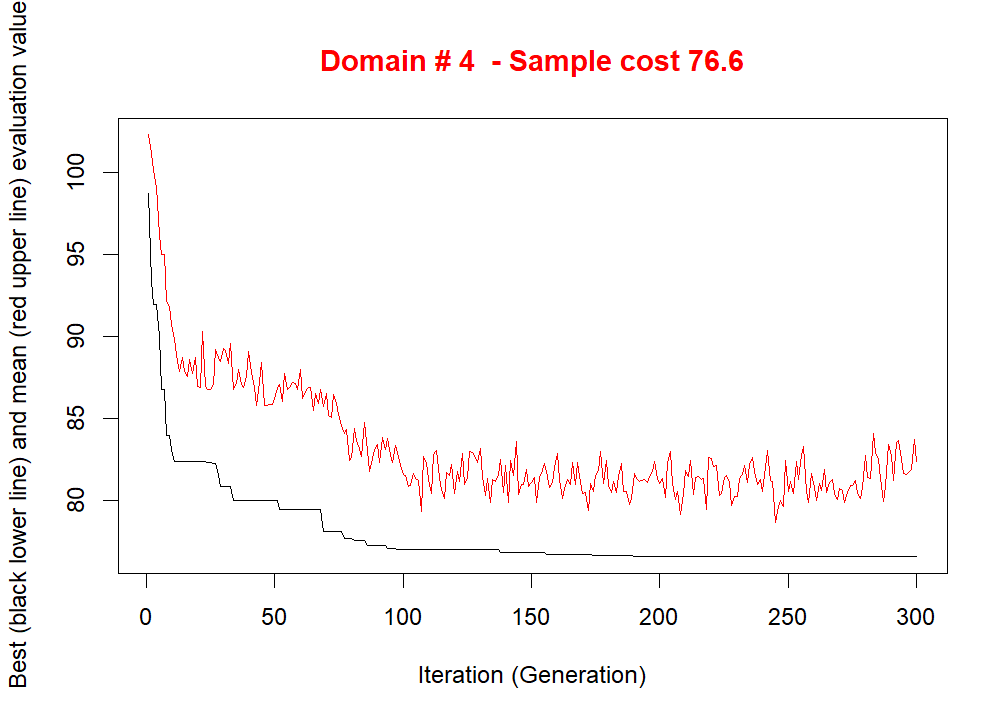 Domain # 4  - Sample cost 76.6
Best (black lower line) and mean (red upper line) evaluation value
100
95
90
85
80
0 50 100 150 200 250 300
Iteration (Generation)